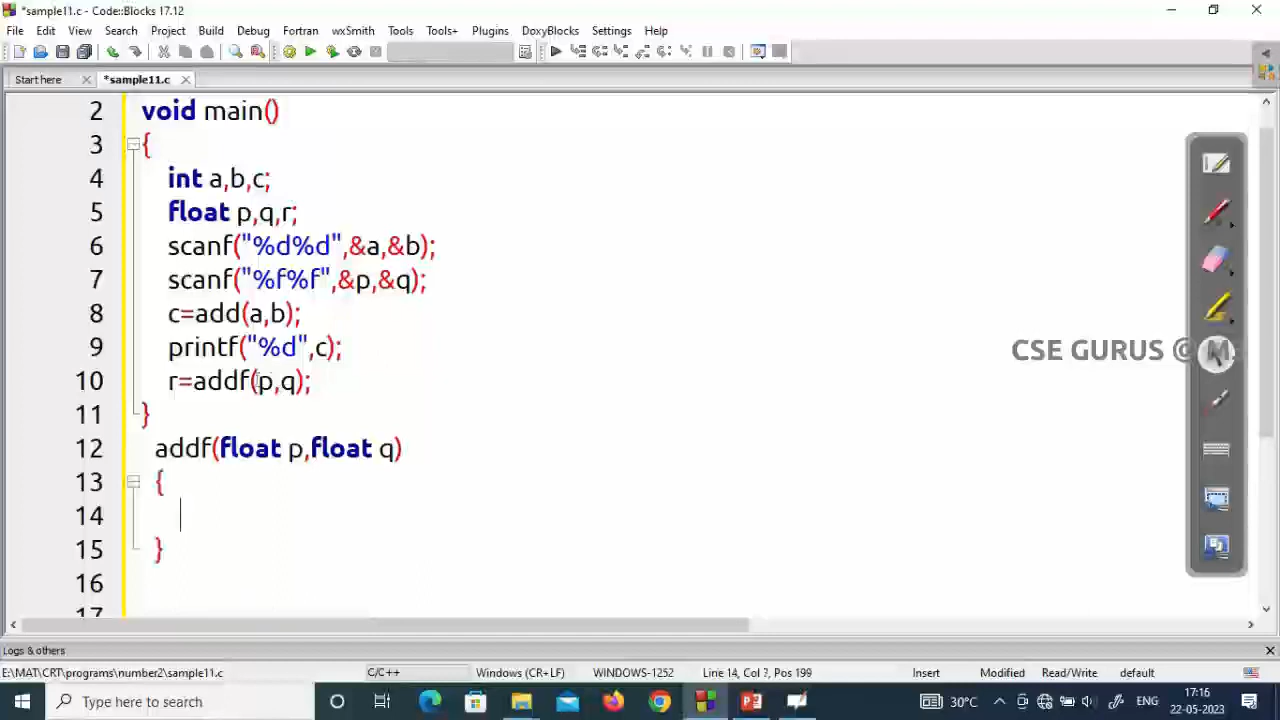 *sample11.c - Code::Blocks 17.12
File Edit View Search Project Build Debug Fortran wxSmith Tools Tools+ Plugins DoxyBlocks Settings Help
Start here *sample11.c
2 void main()
3 {
4 int a,b,c;
5 float p,q,r;
6 scanf("%d%d",&a,&b);
7 scanf("%f%f",&p,&q);
8 c=add(a,b);
9 printf("%d",c);
CSE GURUS @ M
10 r=addf(p,q);
11 }
12 addf(float p,float q)
13 {
14
15 }
16
17
Logs & others
E:\MAT\CRT\programs\number2\sample11.c C/C++ Windows (CR+LF) WINDOWS-1252 Line 14, Col 7, Pos 199 Insert Modified Read/Write default
Type here to search 30°C ENG 17:16
22-05-2023